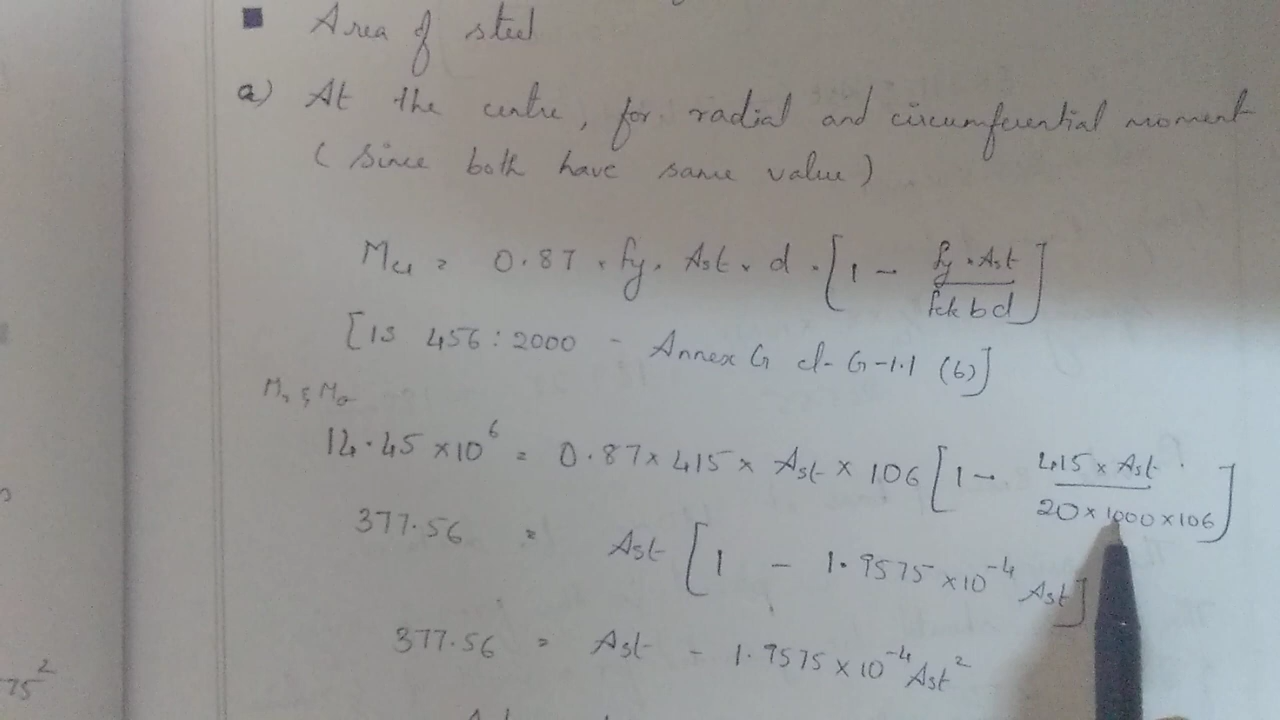 ■ Area of steel
a) At the centre, for radial and circumferential moment
(Since both have same value)
Mu = 0.87 * fy * Ast * d * [1 - fy * Ast / fck b d]
[IS 456:2000 - Annex G cl- G-1.1 (b)]
Mr & Mθ
14.45 × 10^6 = 0.87 × 415 × Ast × 106 [1 - 415 × Ast / 20 × 1000 × 106]
377.56 = Ast [1 - 1.9575 × 10^-4 Ast]
377.56 = Ast - 1.9575 × 10^-4 Ast^2
75^2